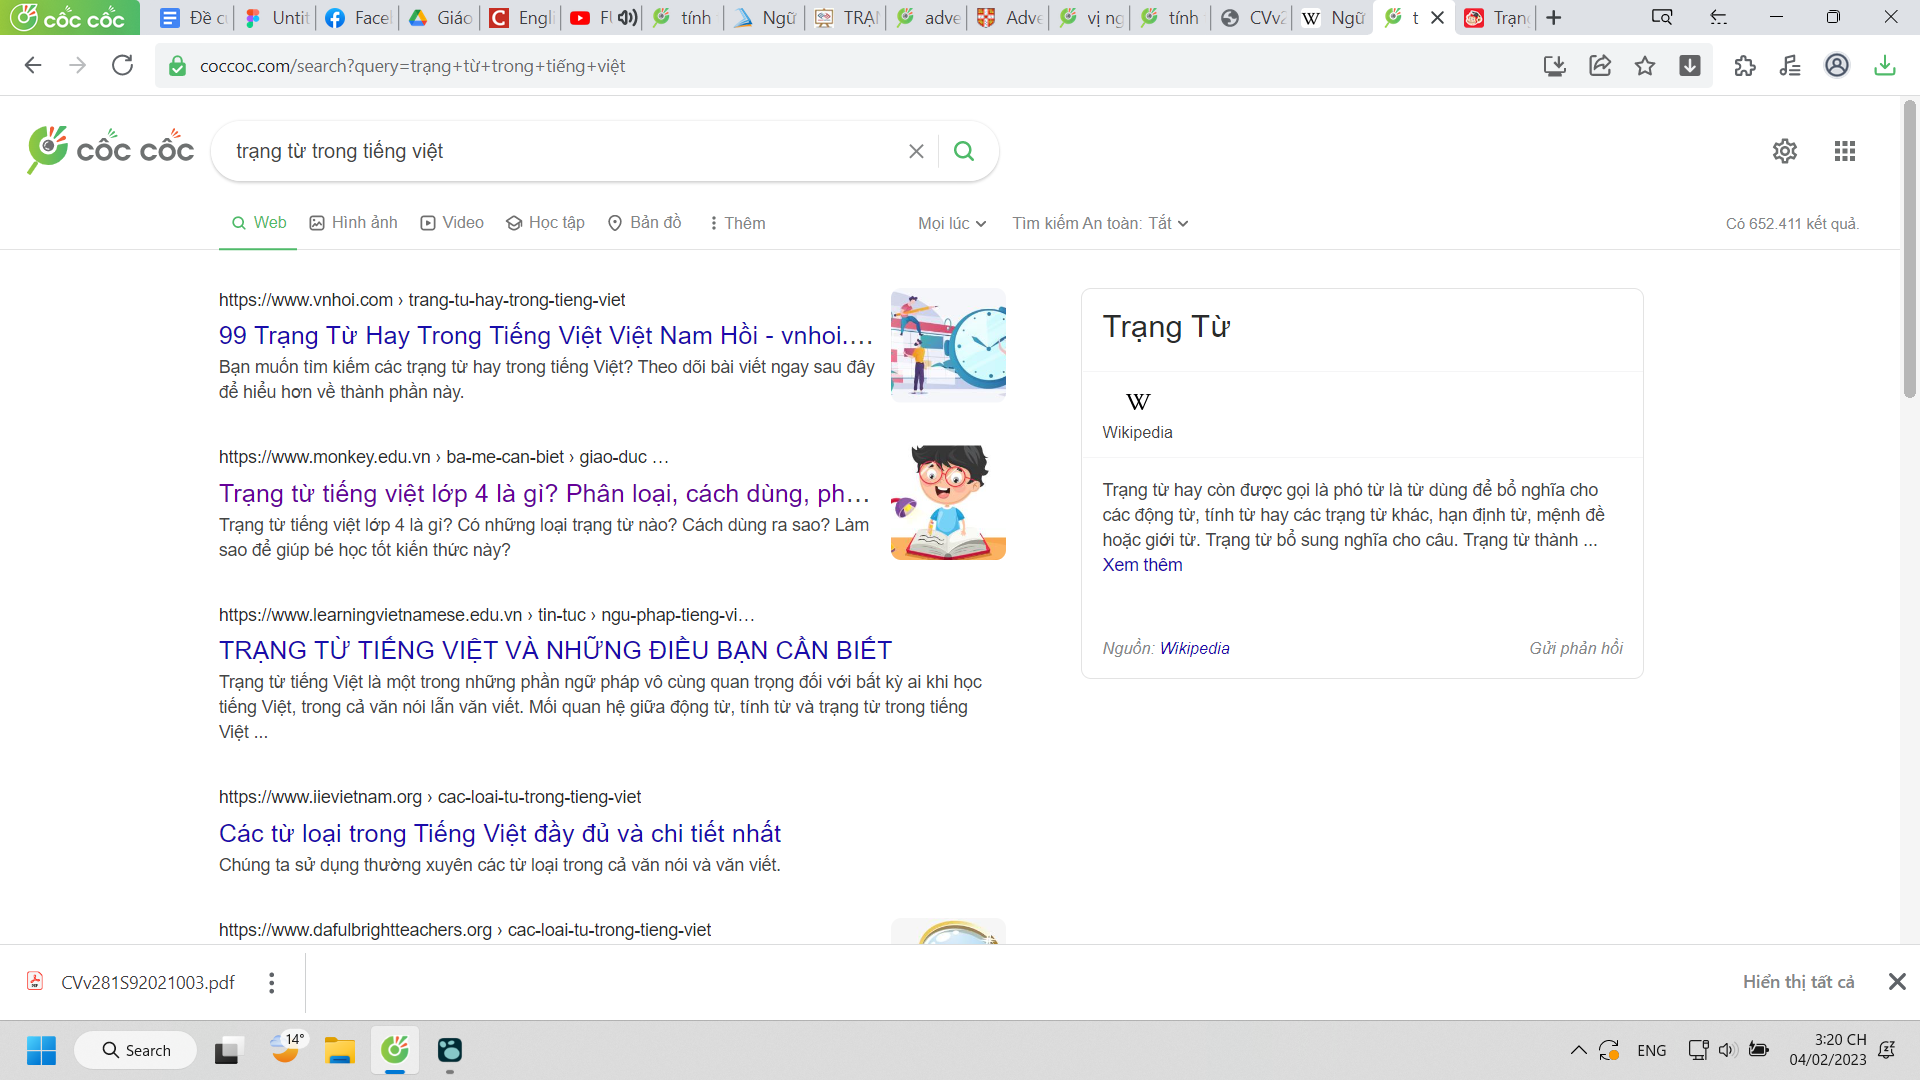 cốc cốc
Đề cu
Untit
Facel
Giáo
Engli
FU
tính
Ngữ
TRẠN
adve
Adve
vị ng
tính
CVv2
Ngữ
t
Trạng
coccoc.com/search?query=trạng+từ+trong+tiếng+việt
cốc cốc
trạng từ trong tiếng việt
Web
Hình ảnh
Video
Học tập
Bản đồ
Thêm
Mọi lúc
Tìm kiếm An toàn: Tắt
Có 652.411 kết quả.
https://www.vnhoi.com › trang-tu-hay-trong-tieng-viet
99 Trạng Từ Hay Trong Tiếng Việt Việt Nam Hồi - vnhoi....
Bạn muốn tìm kiếm các trạng từ hay trong tiếng Việt? Theo dõi bài viết ngay sau đây
để hiểu hơn về thành phần này.
https://www.monkey.edu.vn › ba-me-can-biet › giao-duc …
Trạng từ tiếng việt lớp 4 là gì? Phân loại, cách dùng, ph...
Trạng từ tiếng việt lớp 4 là gì? Có những loại trạng từ nào? Cách dùng ra sao? Làm
sao để giúp bé học tốt kiến thức này?
https://www.learningvietnamese.edu.vn › tin-tuc › ngu-phap-tieng-vi…
TRẠNG TỪ TIẾNG VIỆT VÀ NHỮNG ĐIỀU BẠN CẦN BIẾT
Trạng từ tiếng Việt là một trong những phần ngữ pháp vô cùng quan trọng đối với bất kỳ ai khi học
tiếng Việt, trong cả văn nói lẫn văn viết. Mối quan hệ giữa động từ, tính từ và trạng từ trong tiếng
Việt ...
https://www.iievietnam.org › cac-loai-tu-trong-tieng-viet
Các từ loại trong Tiếng Việt đầy đủ và chi tiết nhất
Chúng ta sử dụng thường xuyên các từ loại trong cả văn nói và văn viết.
https://www.dafulbrightteachers.org › cac-loai-tu-trong-tieng-viet
Trạng Từ
W
Wikipedia
Trạng từ hay còn được gọi là phó từ là từ dùng để bổ nghĩa cho
các động từ, tính từ hay các trạng từ khác, hạn định từ, mệnh đề
hoặc giới từ. Trạng từ bổ sung nghĩa cho câu. Trạng từ thành ...
Xem thêm
Nguồn: Wikipedia
Gửi phản hồi
CVv281S92021003.pdf
Hiển thị tất cả
Search
14°
ENG
3:20 CH
04/02/2023